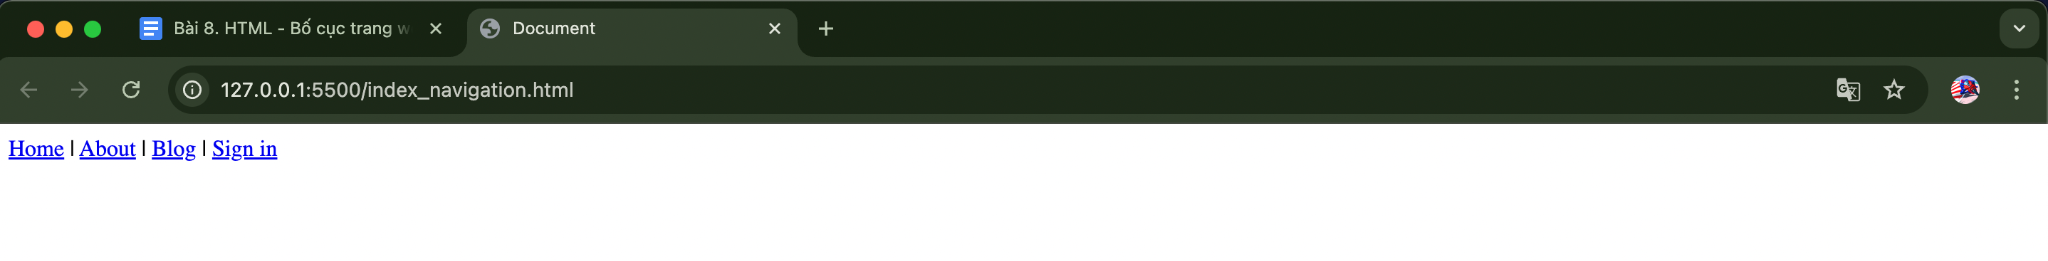 Bài 8. HTML - Bố cục trang w
Document
127.0.0.1:5500/index_navigation.html
Home | About | Blog | Sign in